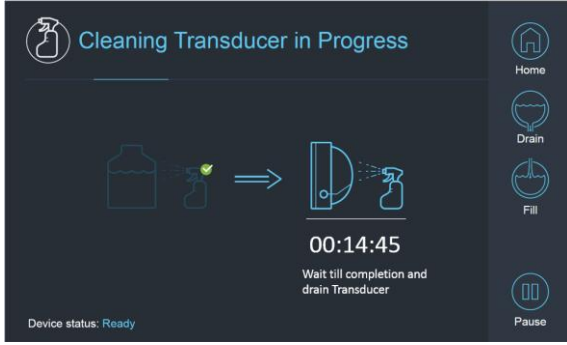 Cleaning Transducer in Progress
00:14:45
Wait till completion and
drain Transducer
Device status: Ready
Home
Drain
Fill
Pause